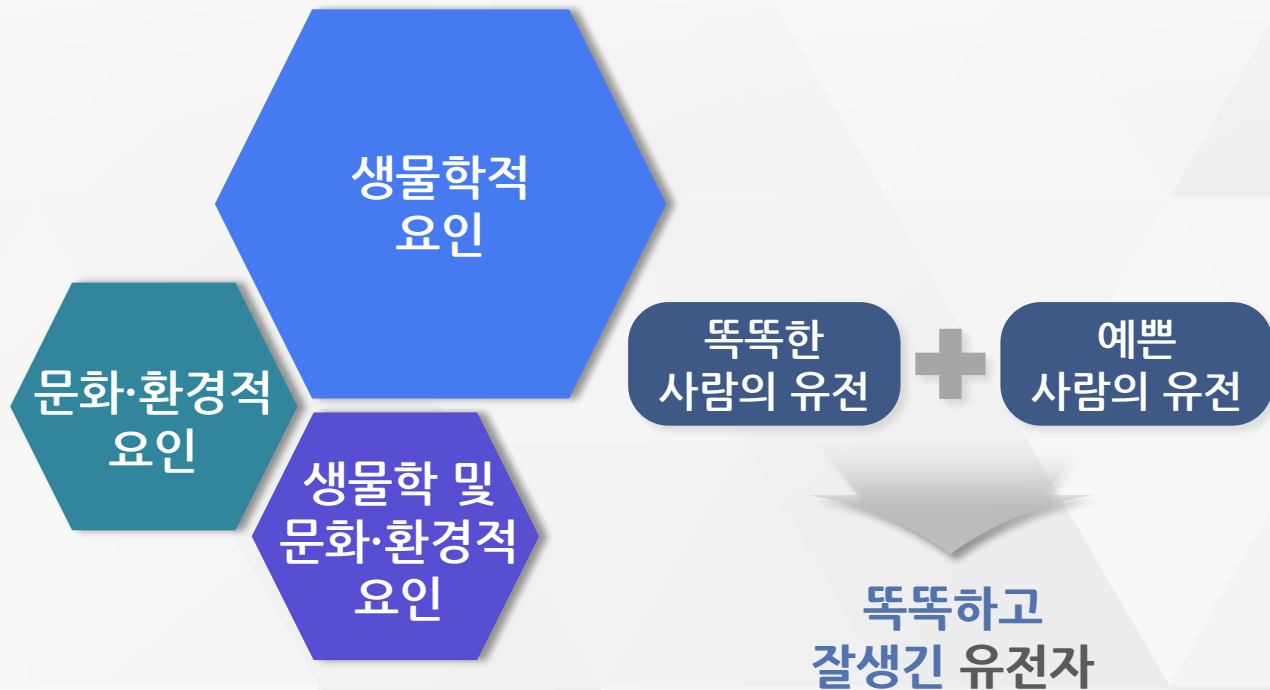 생물학적
요인
문화·환경적
요인
생물학 및
문화·환경적
요인
똑똑한
사람의 유전
예쁜
사람의 유전
똑똑하고
잘생긴 유전자